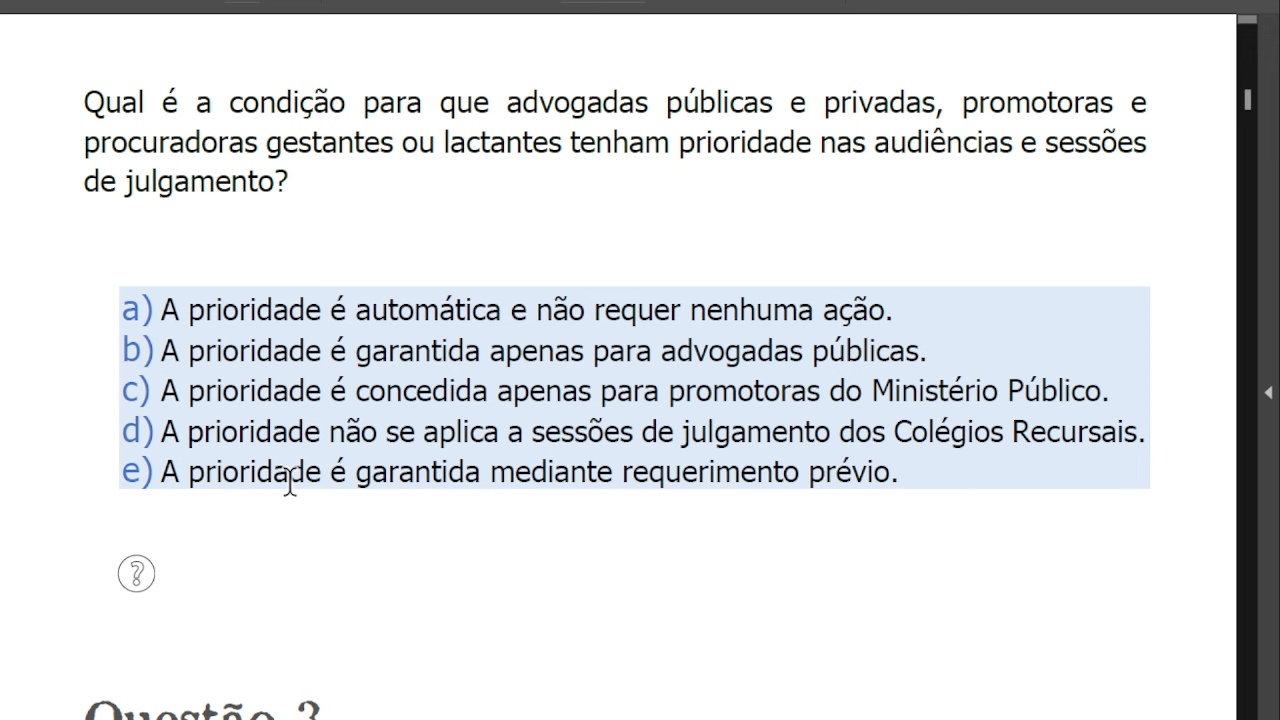 Qual é a condição para que advogadas públicas e privadas, promotoras e
procuradoras gestantes ou lactantes tenham prioridade nas audiências e sessões
de julgamento?
a) A prioridade é automática e não requer nenhuma ação.
b) A prioridade é garantida apenas para advogadas públicas.
c) A prioridade é concedida apenas para promotoras do Ministério Público.
d) A prioridade não se aplica a sessões de julgamento dos Colégios Recursais.
e) A prioridade é garantida mediante requerimento prévio.
?
Questão 3